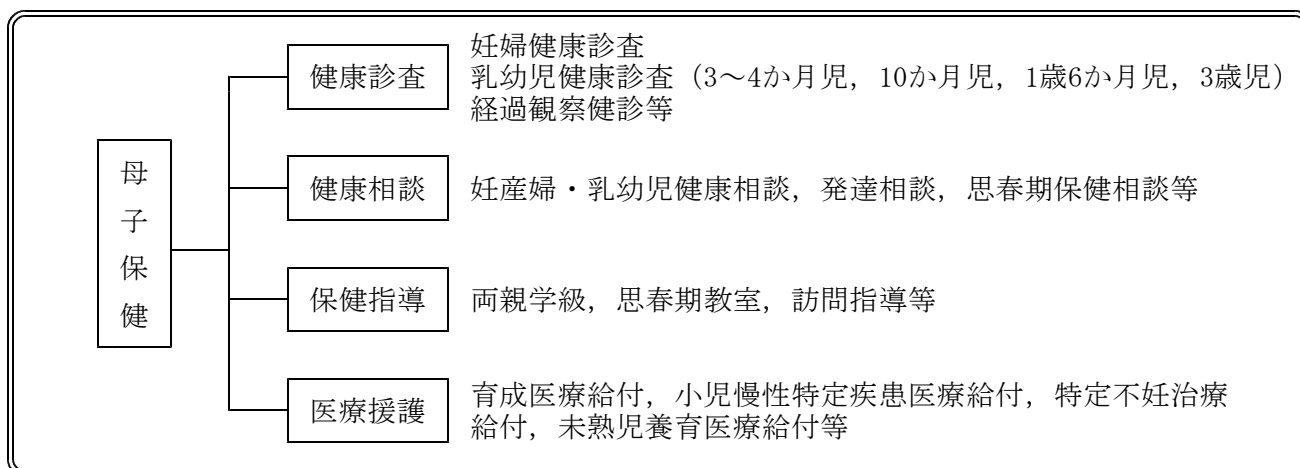 母子保健
健康診査
妊婦健康診査
乳幼児健康診査（3～4か月児，10か月児，1歳6か月児，3歳児）
経過観察健診等
健康相談
妊産婦・乳幼児健康相談，発達相談，思春期保健相談等
保健指導
両親学級，思春期教室，訪問指導等
医療援護
育成医療給付，小児慢性特定疾患医療給付，特定不妊治療
給付，未熟児養育医療給付等